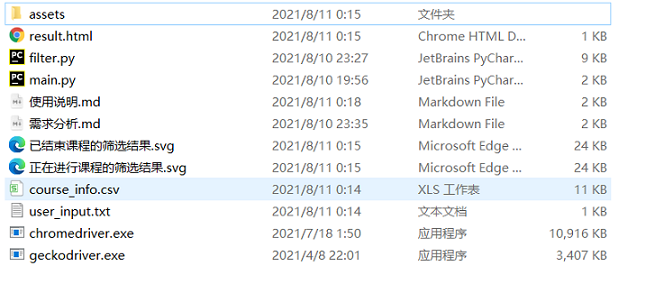 assets 2021/8/11 0:15 文件夹
result.html 2021/8/11 0:15 Chrome HTML D... 1 KB
filter.py 2021/8/10 23:27 JetBrains PyChar... 9 KB
main.py 2021/8/10 19:56 JetBrains PyChar... 2 KB
使用说明.md 2021/8/11 0:18 Markdown File 2 KB
需求分析.md 2021/8/10 23:35 Markdown File 2 KB
已结束课程的筛选结果.svg 2021/8/11 0:15 Microsoft Edge ... 24 KB
正在进行课程的筛选结果.svg 2021/8/11 0:15 Microsoft Edge ... 24 KB
course_info.csv 2021/8/11 0:14 XLS 工作表 11 KB
user_input.txt 2021/8/11 0:14 文本文档 1 KB
chromedriver.exe 2021/7/18 1:50 应用程序 10,916 KB
geckodriver.exe 2021/4/8 22:01 应用程序 3,407 KB